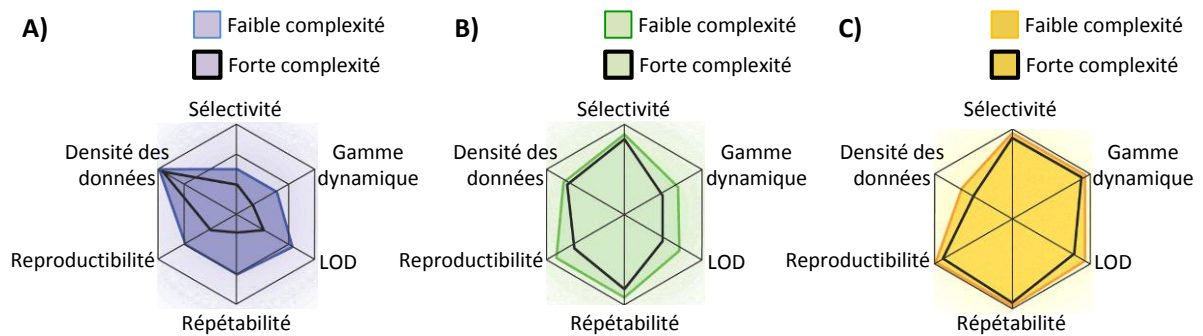 A)
Faible complexité
Forte complexité
Sélectivité
Densité des
données
Gamme
dynamique
Reproductibilité
LOD
Répétabilité
B)
Faible complexité
Forte complexité
Sélectivité
Densité des
données
Gamme
dynamique
Reproductibilité
LOD
Répétabilité
C)
Faible complexité
Forte complexité
Sélectivité
Densité des
données
Gamme
dynamique
Reproductibilité
LOD
Répétabilité